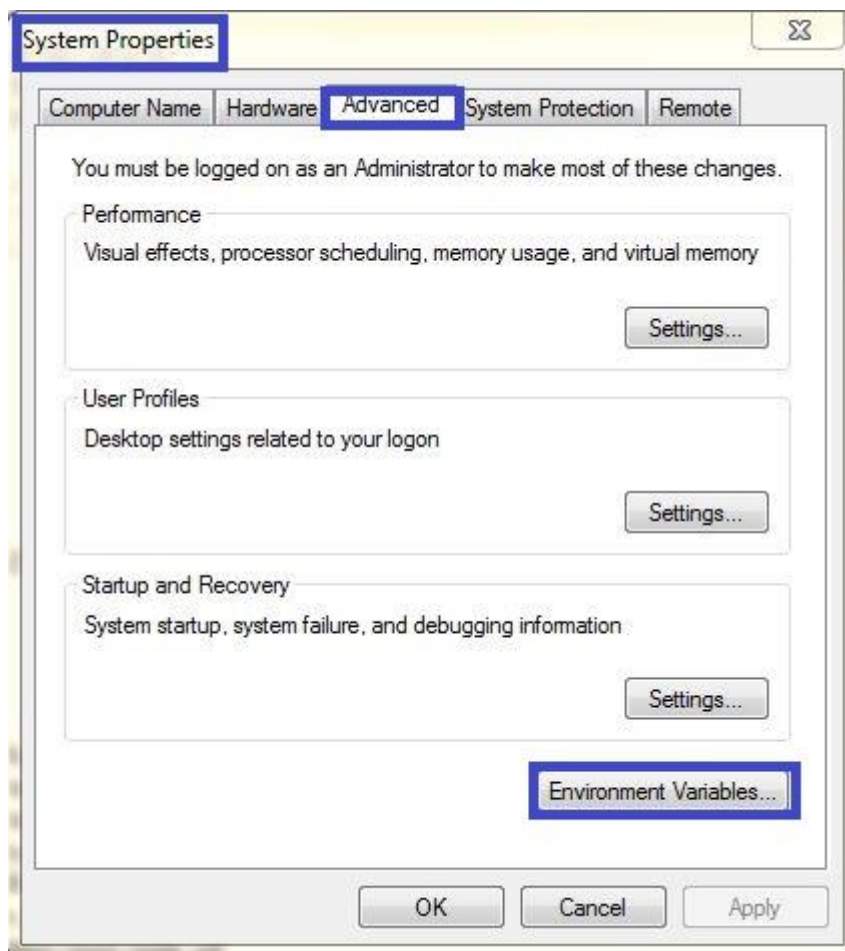 System Properties
Computer Name Hardware Advanced System Protection Remote
You must be logged on as an Administrator to make most of these changes.
Performance
Visual effects, processor scheduling, memory usage, and virtual memory
Settings...
User Profiles
Desktop settings related to your logon
Settings...
Startup and Recovery
System startup, system failure, and debugging information
Settings...
Environment Variables...
OK Cancel Apply